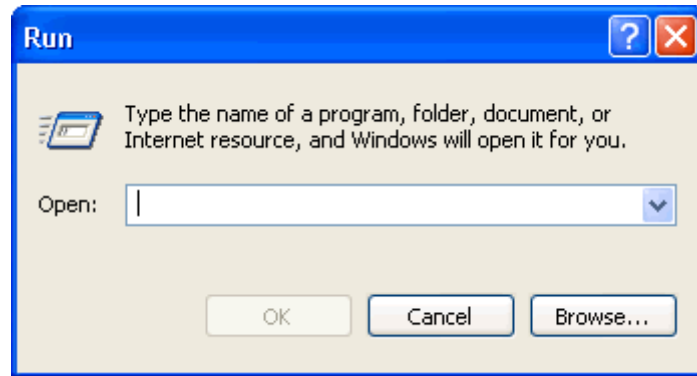 Run
Type the name of a program, folder, document, or
Internet resource, and Windows will open it for you.
Open:
OK
Cancel
Browse...